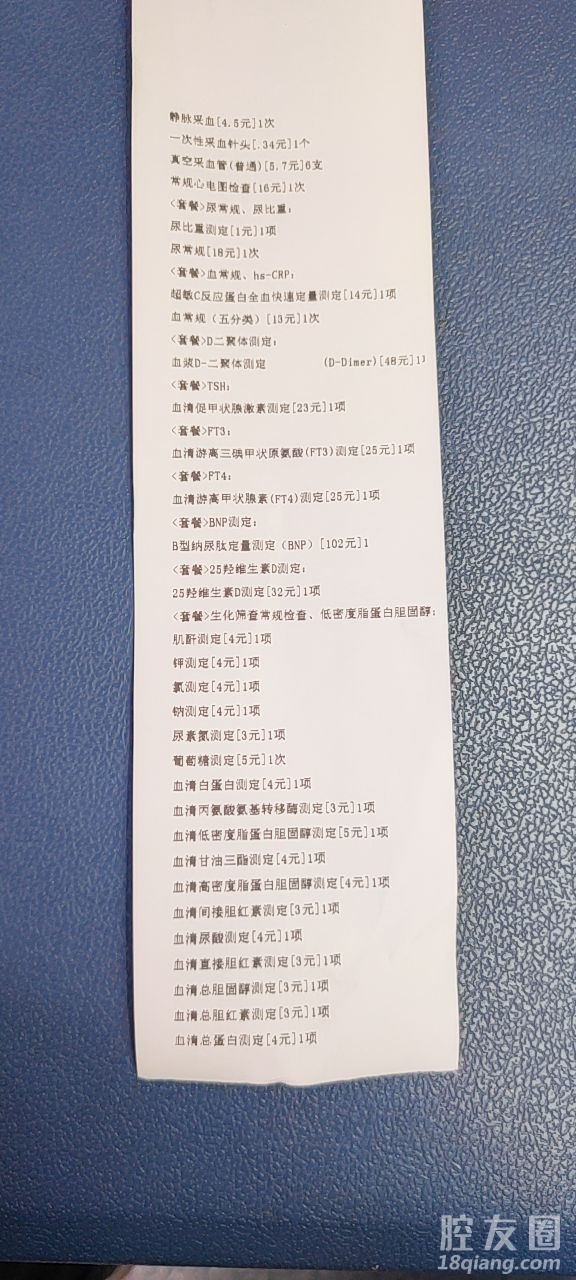 静脉采血[4.5元]1次
一次性采血针头[.34元]1个
真空采血管(普通)[5.7元]6支
常规心电图检查[16元]1次
<套餐>尿常规、尿比重:
尿比重测定[1元]1项
尿常规[18元]1次
<套餐>血常规、hs-CRP:
超敏C反应蛋白全血快速定量测定[14元]1项
血常规（五分类）[13元]1次
<套餐>D二聚体测定:
血浆D-二聚体测定 (D-Dimer)[48元]1
<套餐>TSH:
血清促甲状腺激素测定[23元]1项
<套餐>FT3:
血清游离三碘甲状原氨酸(FT3)测定[25元]1项
<套餐>FT4:
血清游离甲状腺素(FT4)测定[25元]1项
<套餐>BNP测定:
B型纳尿肽定量测定（BNP）[102元]1
<套餐>25羟维生素D测定:
25羟维生素D测定[32元]1项
<套餐>生化筛查常规检查、低密度脂蛋白胆固醇:
肌酐测定[4元]1项
钾测定[4元]1项
氯测定[4元]1项
钠测定[4元]1项
尿素氮测定[3元]1项
葡萄糖测定[5元]1次
血清白蛋白测定[4元]1项
血清丙氨酸氨基转移酶测定[3元]1项
血清低密度脂蛋白胆固醇测定[5元]1项
血清甘油三酯测定[4元]1项
血清高密度脂蛋白胆固醇测定[4元]1项
血清间接胆红素测定[3元]1项
血清尿酸测定[4元]1项
血清直接胆红素测定[3元]1项
血清总胆固醇测定[3元]1项
血清总胆红素测定[3元]1项
血清总蛋白测定[4元]1项
腔友圈
18qiang.com